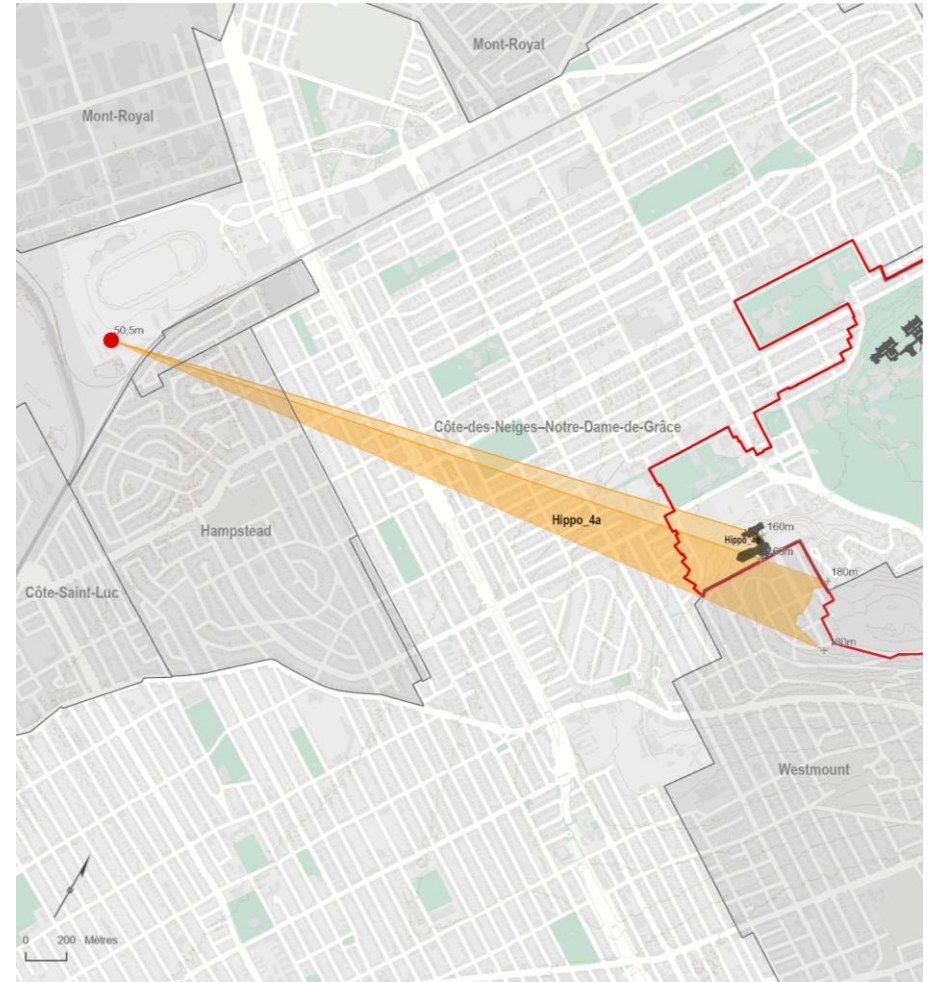 Mont-Royal
Mont-Royal
50,5m
Côte-des-Neiges–Notre-Dame-de-Grâce
Hippo_4a
Hampstead
160m
180m
Côte-Saint-Luc
180m
Westmount
0 200 Mètres